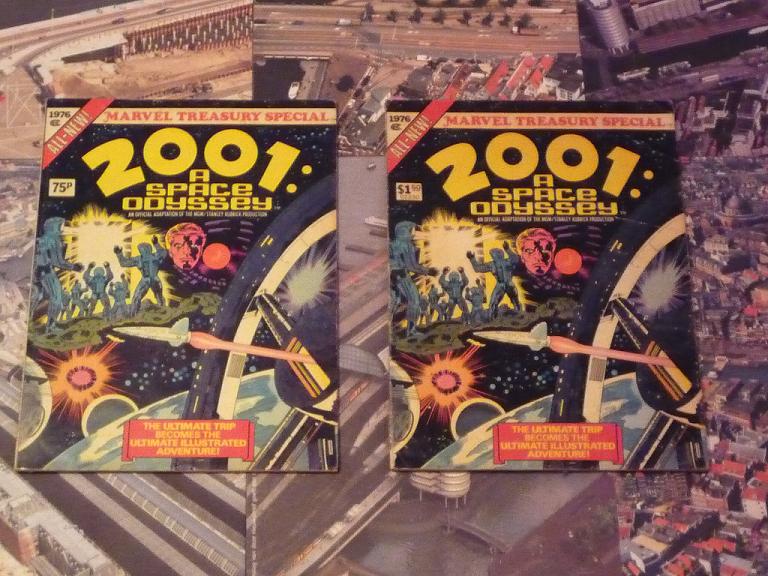 1976
ALL-NEW!
MARVEL TREASURY SPECIAL
2001:
A
SPACE
ODYSSEY
AN OFFICIAL ADAPTATION OF THE MGM/STANLEY KUBRICK PRODUCTION
75P
THE ULTIMATE TRIP
BECOMES THE
ULTIMATE ILLUSTRATED
ADVENTURE!
1976
ALL-NEW!
MARVEL TREASURY SPECIAL
2001:
A
SPACE
ODYSSEY
AN OFFICIAL ADAPTATION OF THE MGM/STANLEY KUBRICK PRODUCTION
$1.50
THE ULTIMATE TRIP
BECOMES THE
ULTIMATE ILLUSTRATED
ADVENTURE!